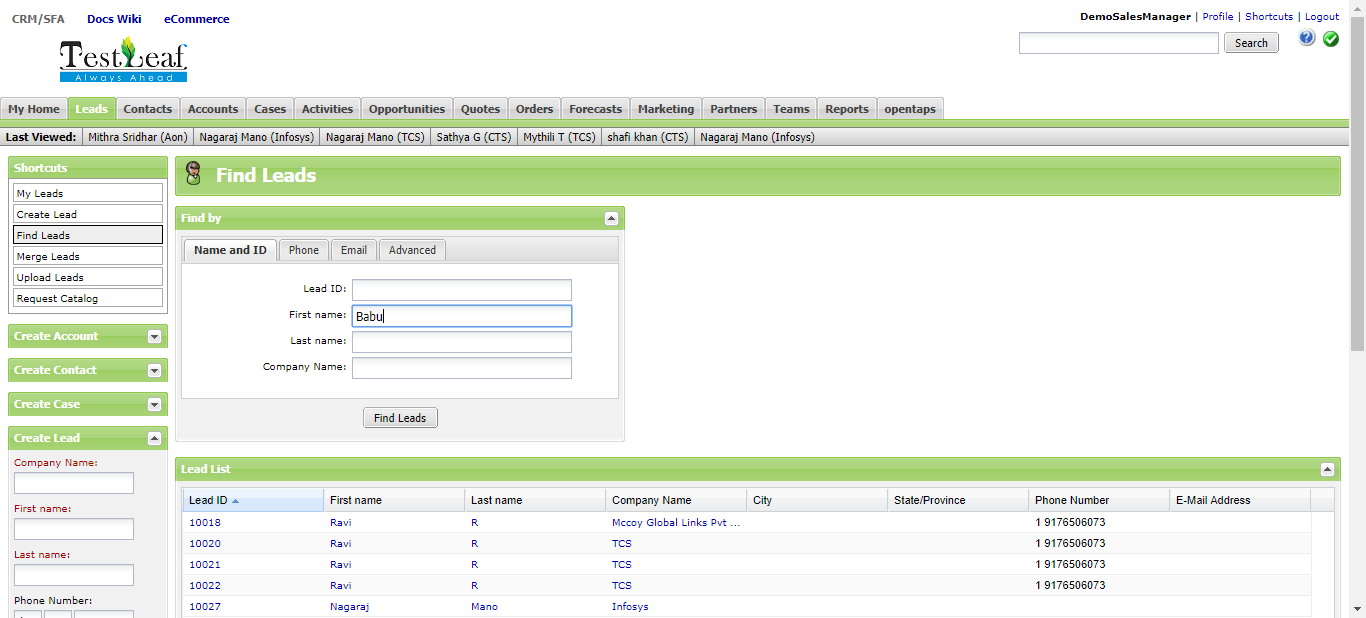 CRM/SFA Docs Wiki eCommerce
DemoSalesManager | Profile | Shortcuts | Logout
TestLeaf
Always Ahead
Search
?
My Home Leads Contacts Accounts Cases Activities Opportunities Quotes Orders Forecasts Marketing Partners Teams Reports opentaps
Last Viewed: Mithra Sridhar (Aon) Nagaraj Mano (Infosys) Nagaraj Mano (TCS) Sathya G (CTS) Mythili T (TCS) shafi khan (CTS) Nagaraj Mano (Infosys)
Shortcuts
My Leads
Create Lead
Find Leads
Merge Leads
Upload Leads
Request Catalog
Create Account
Create Contact
Create Case
Create Lead
Company Name:
First name:
Last name:
Phone Number:
Find Leads
Find by
Name and ID Phone Email Advanced
Lead ID:
First name: Babu
Last name:
Company Name:
Find Leads
Lead List
Lead ID First name Last name Company Name City State/Province Phone Number E-Mail Address
10018 Ravi R Mccoy Global Links Pvt ... 1 9176506073
10020 Ravi R TCS 1 9176506073
10021 Ravi R TCS 1 9176506073
10022 Ravi R TCS 1 9176506073
10027 Nagaraj Mano Infosys